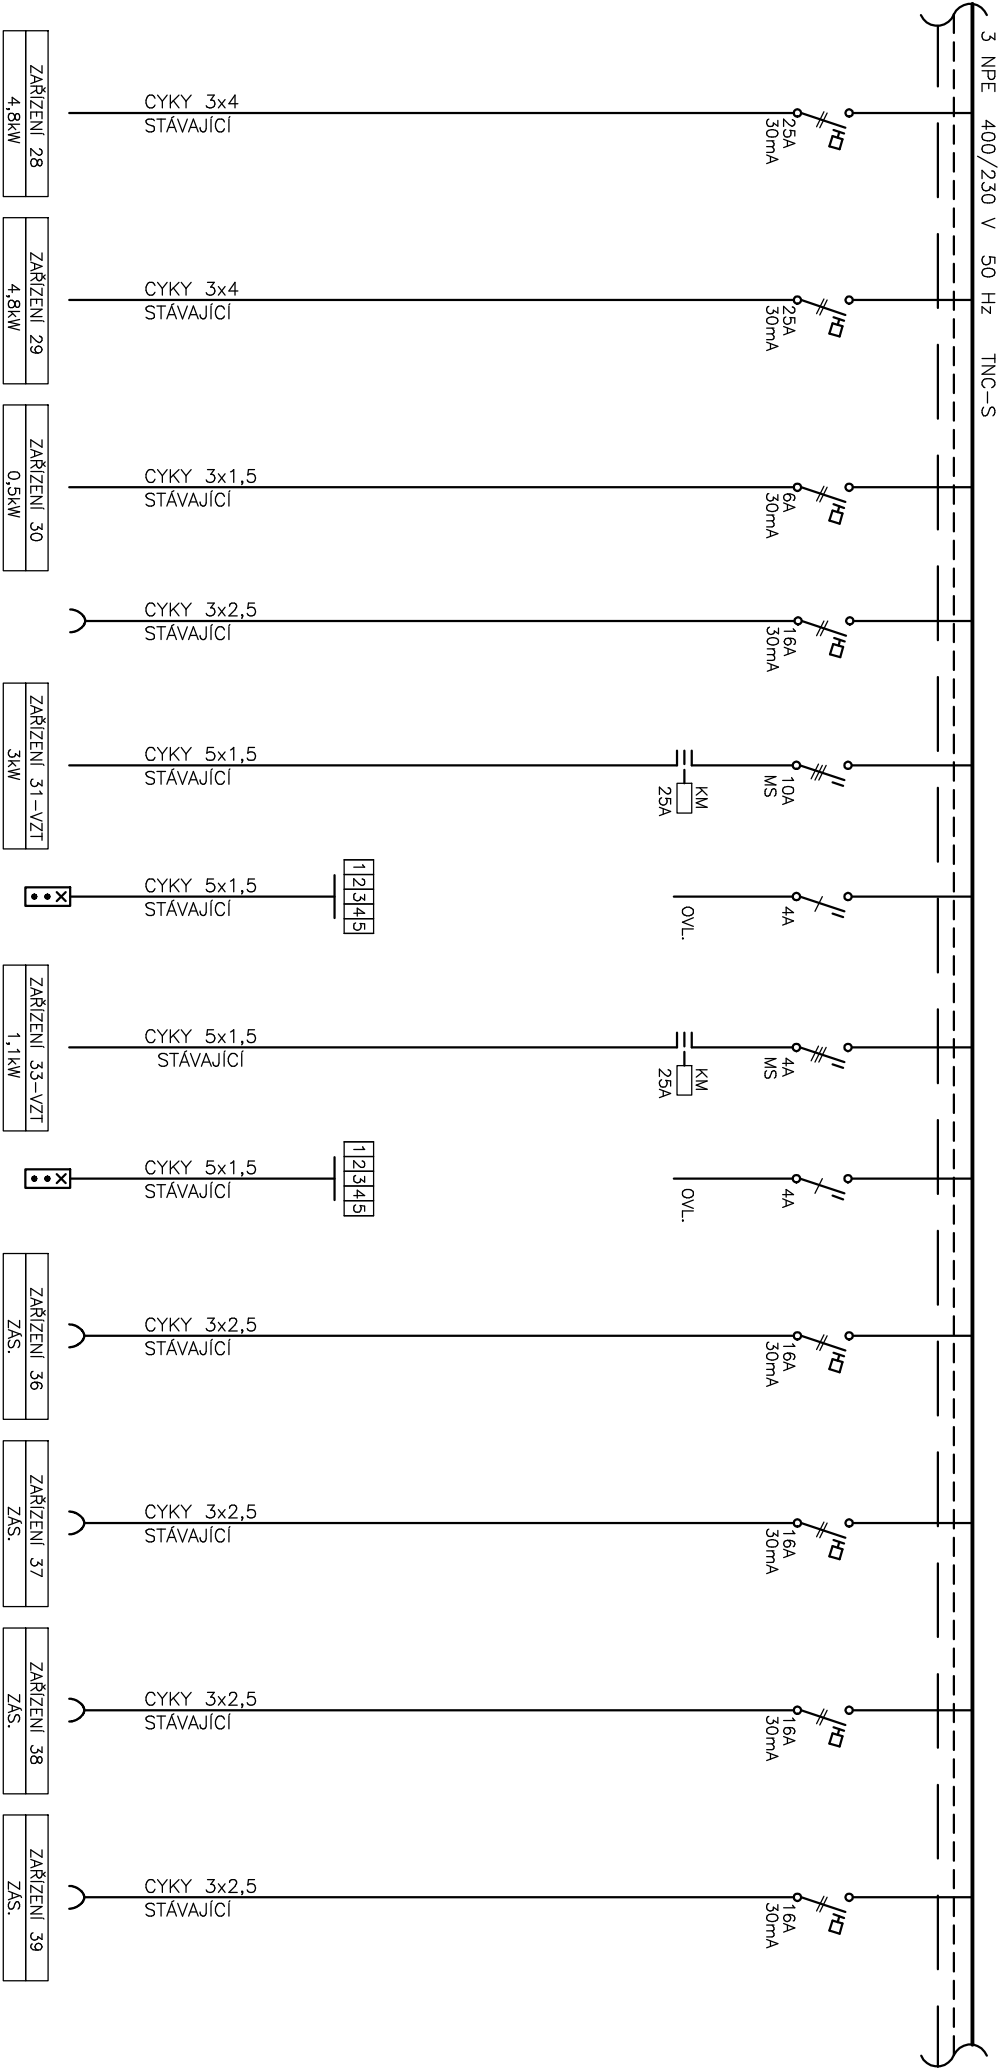 3 NPE 400/230 V 50 Hz TNC-S
25A
30mA
CYKY 3x4
STÁVAJÍCÍ
ZAŘÍZENÍ 28
4,8kW
25A
30mA
CYKY 3x4
STÁVAJÍCÍ
ZAŘÍZENÍ 29
4,8kW
6A
30mA
CYKY 3x1,5
STÁVAJÍCÍ
ZAŘÍZENÍ 30
0,5kW
16A
30mA
CYKY 3x2,5
STÁVAJÍCÍ
10A
MS
KM
25A
CYKY 5x1,5
STÁVAJÍCÍ
ZAŘÍZENÍ 31-VZT
3kW
4A
OVL.
1 2 3 4 5
CYKY 5x1,5
STÁVAJÍCÍ
4A
MS
KM
25A
CYKY 5x1,5
STÁVAJÍCÍ
ZAŘÍZENÍ 33-VZT
1,1kW
4A
OVL.
1 2 3 4 5
CYKY 5x1,5
STÁVAJÍCÍ
16A
30mA
CYKY 3x2,5
STÁVAJÍCÍ
ZAŘÍZENÍ 36
ZÁS.
16A
30mA
CYKY 3x2,5
STÁVAJÍCÍ
ZAŘÍZENÍ 37
ZÁS.
16A
30mA
CYKY 3x2,5
STÁVAJÍCÍ
ZAŘÍZENÍ 38
ZÁS.
16A
30mA
CYKY 3x2,5
STÁVAJÍCÍ
ZAŘÍZENÍ 39
ZÁS.